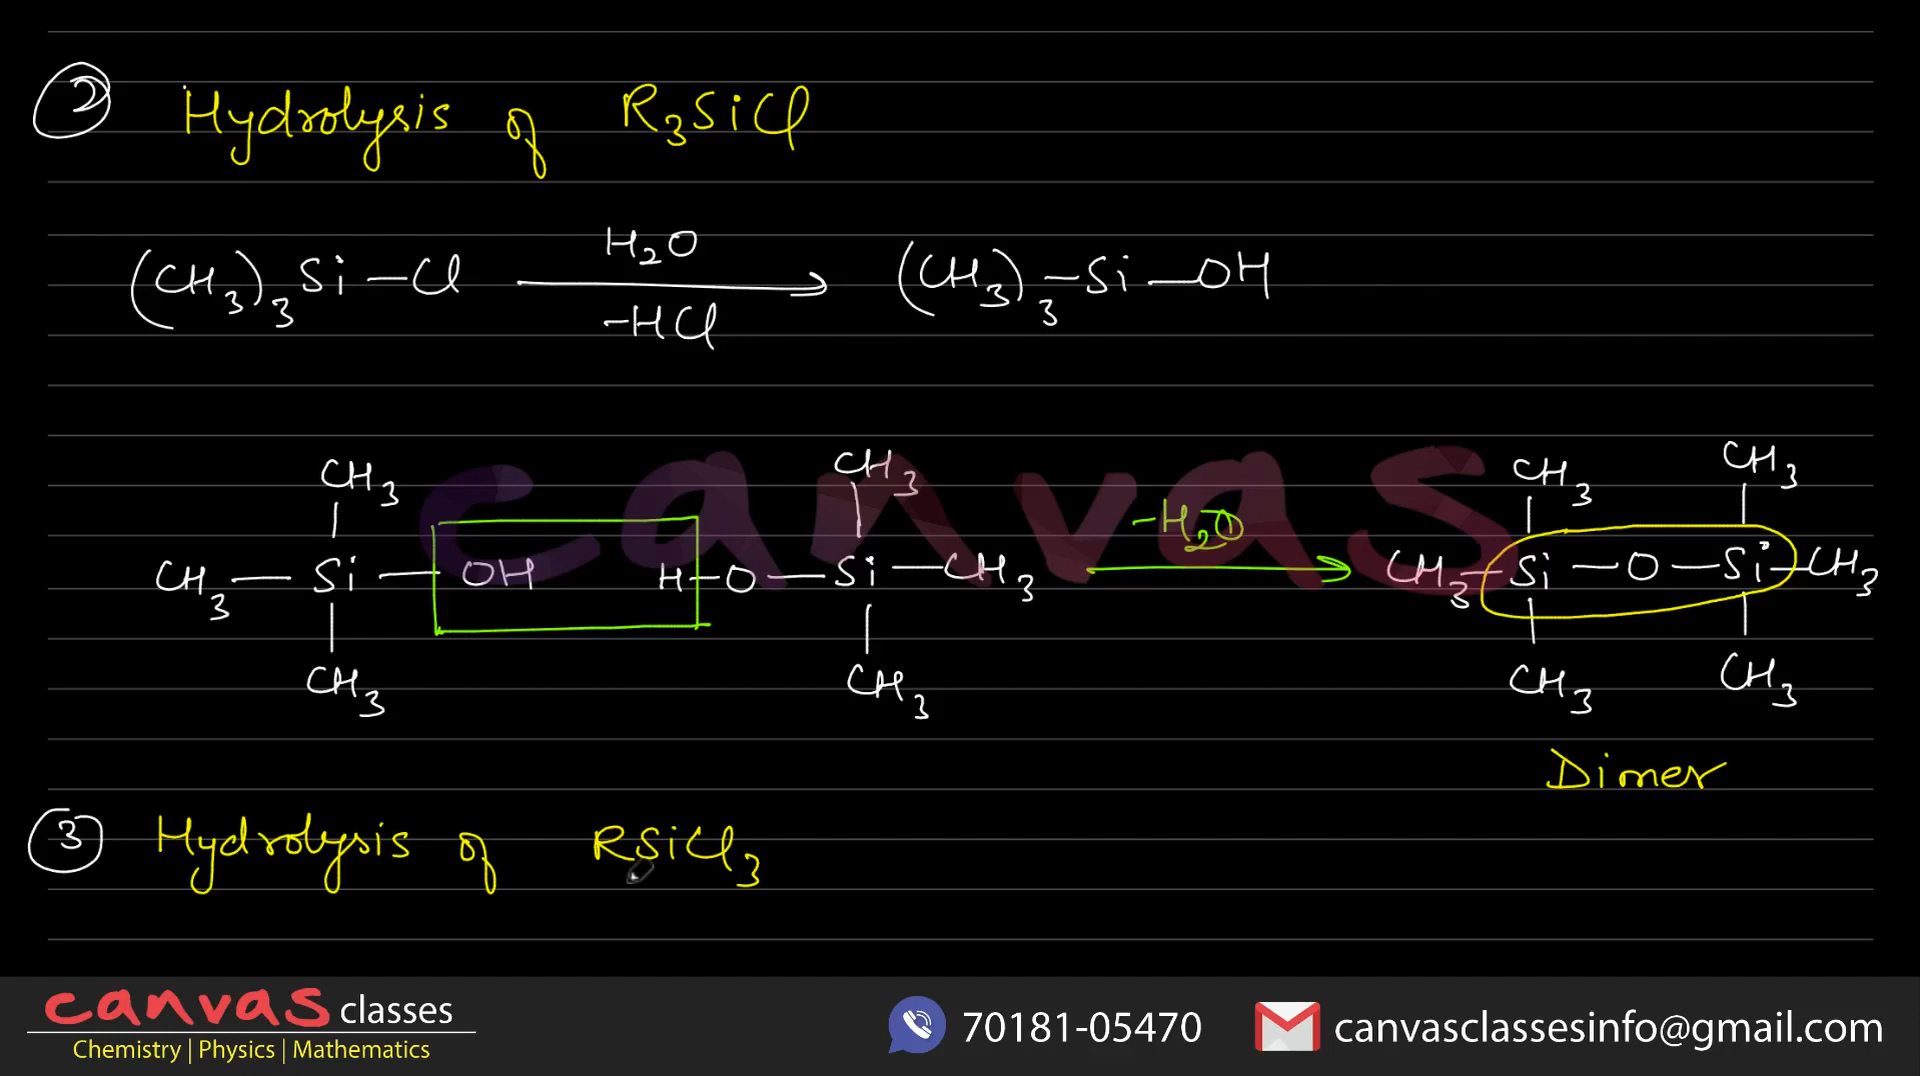 2 Hydrolysis of R3SiCl
(CH3)3Si-Cl H2O -HCl (CH3)3-Si-OH
CH3 CH3 CH3 CH3
CH3-Si-OH H-O-Si-CH3 -H2O CH3-Si-O-Si-CH3
CH3 CH3 CH3 CH3
Dimer
3 Hydrolysis of RSiCl3
canvas
canvas classes
Chemistry | Physics | Mathematics
70181-05470
canvasclassesinfo@gmail.com